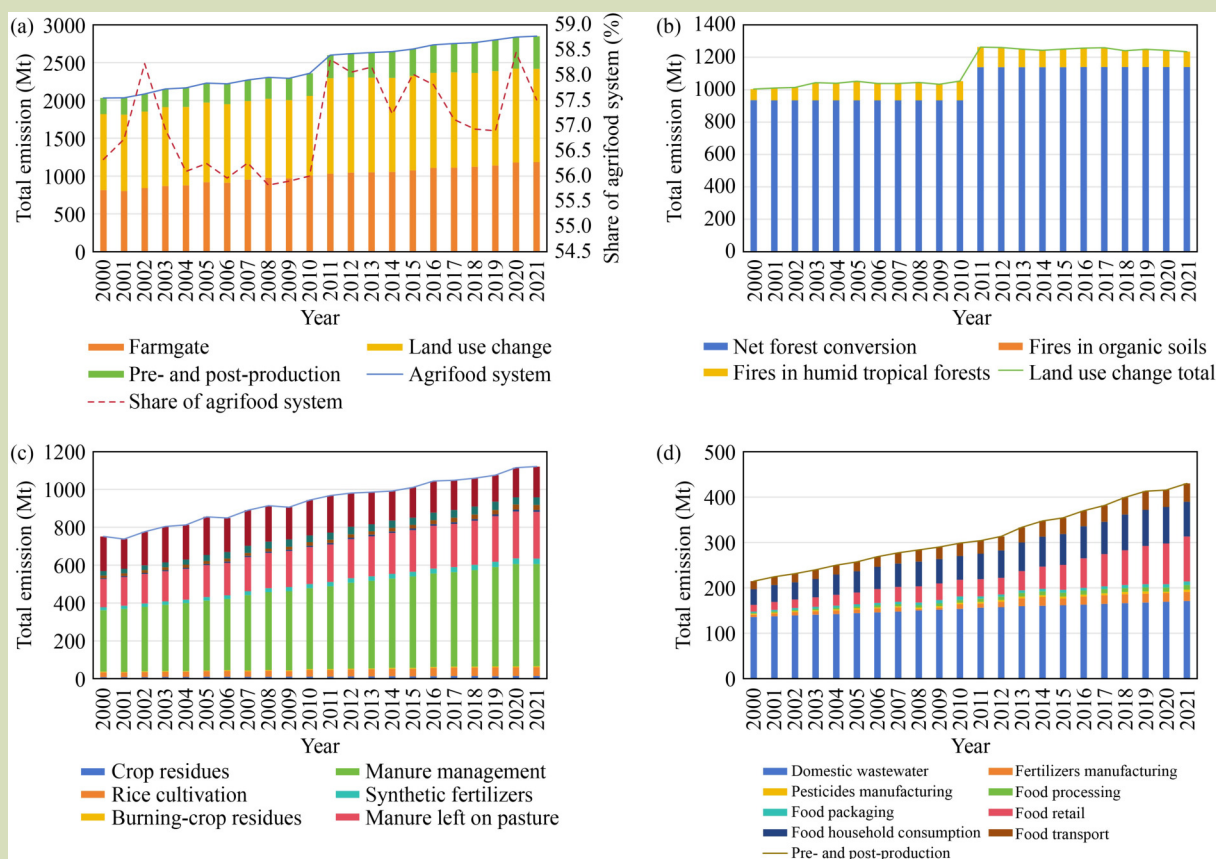 (a)
Total emission (Mt)
3000
2500
2000
1500
1000
500
0
59.0
58.5
58.0
57.5
57.0
56.5
56.0
55.5
55.0
54.5
Share of agrifood system (%)
2000 2001 2002 2003 2004 2005 2006 2007 2008 2009 2010 2011 2012 2013 2014 2015 2016 2017 2018 2019 2020 2021
Year
Farmgate
Land use change
Pre- and post-production
Agrifood system
Share of agrifood system
(b)
Total emission (Mt)
1400
1200
1000
800
600
400
200
0
2000 2001 2002 2003 2004 2005 2006 2007 2008 2009 2010 2011 2012 2013 2014 2015 2016 2017 2018 2019 2020 2021
Year
Net forest conversion
Fires in organic soils
Fires in humid tropical forests
Land use change total
(c)
Total emission (Mt)
1200
1000
800
600
400
200
0
2000 2001 2002 2003 2004 2005 2006 2007 2008 2009 2010 2011 2012 2013 2014 2015 2016 2017 2018 2019 2020 2021
Year
Crop residues
Manure management
Rice cultivation
Synthetic fertilizers
Burning-crop residues
Manure left on pasture
(d)
Total emission (Mt)
500
400
300
200
100
0
2000 2001 2002 2003 2004 2005 2006 2007 2008 2009 2010 2011 2012 2013 2014 2015 2016 2017 2018 2019 2020 2021
Year
Domestic wastewater
Fertilizers manufacturing
Pesticides manufacturing
Food processing
Food packaging
Food retail
Food household consumption
Food transport
Pre- and post-production